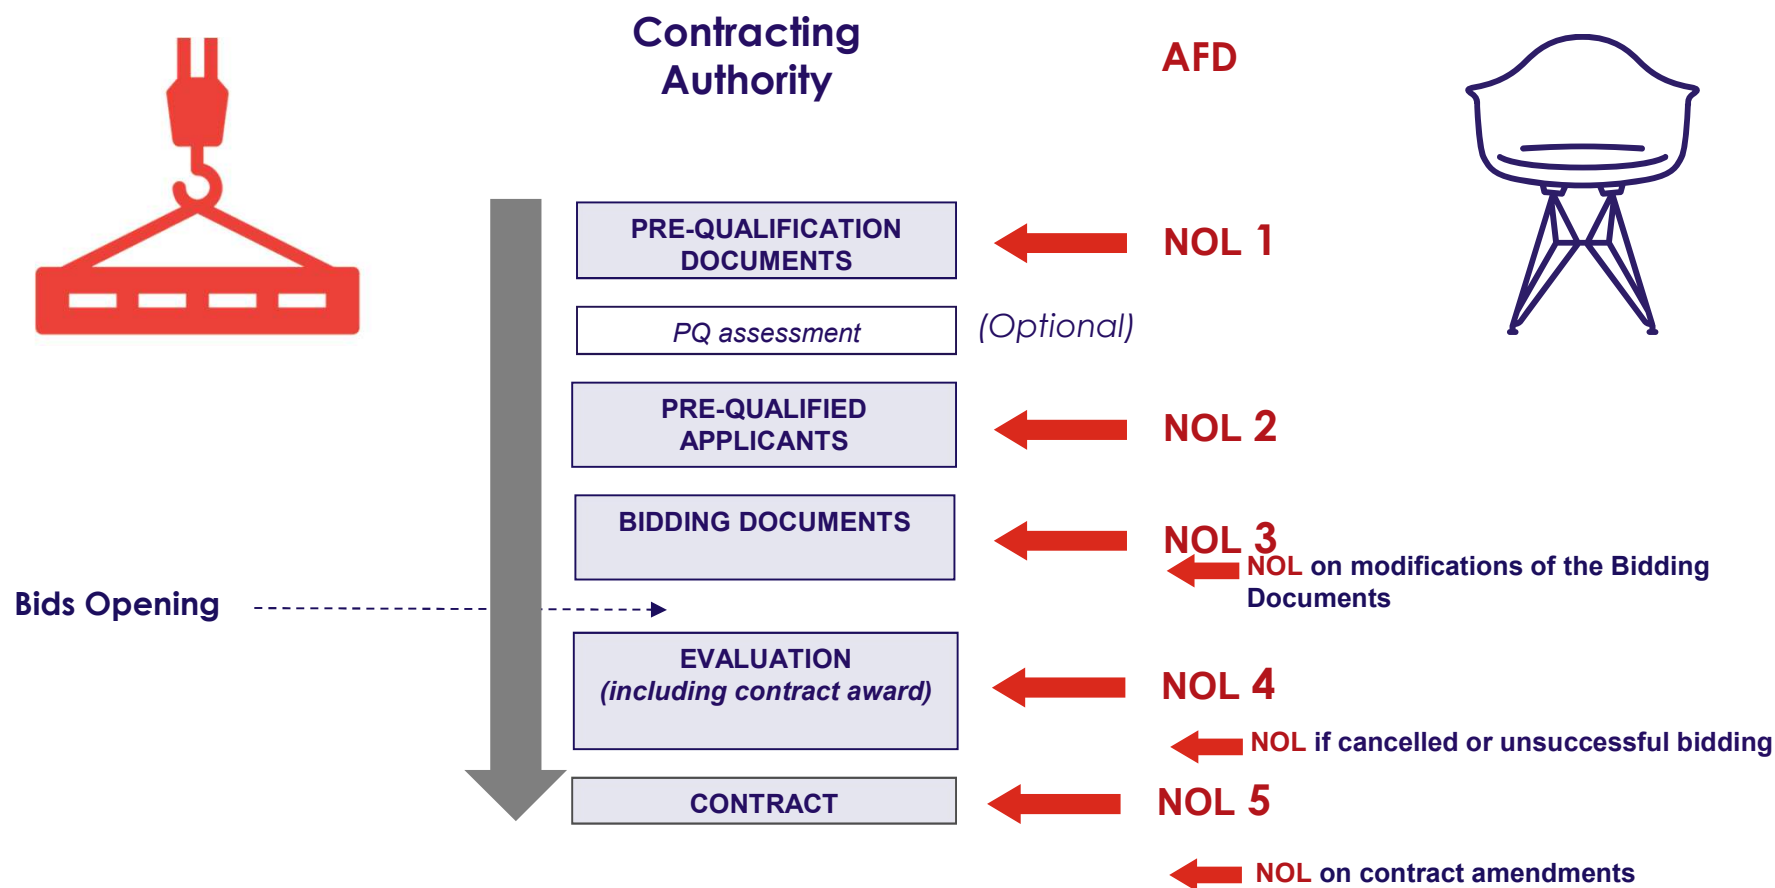 Contracting
Authority
AFD
PRE-QUALIFICATION
DOCUMENTS
NOL 1
PQ assessment
(Optional)
PRE-QUALIFIED
APPLICANTS
NOL 2
BIDDING DOCUMENTS
NOL 3
NOL on modifications of the Bidding
Documents
Bids Opening
EVALUATION
(including contract award)
NOL 4
NOL if cancelled or unsuccessful bidding
CONTRACT
NOL 5
NOL on contract amendments